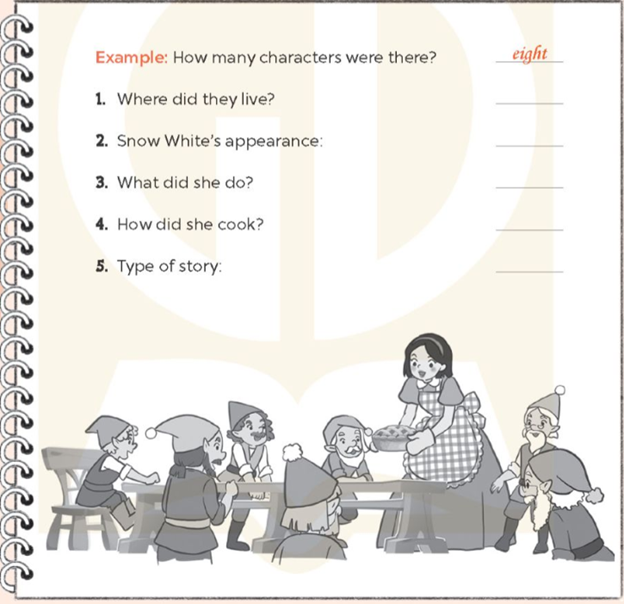 Example: How many characters were there? eight
1. Where did they live?
2. Snow White's appearance:
3. What did she do?
4. How did she cook?
5. Type of story: